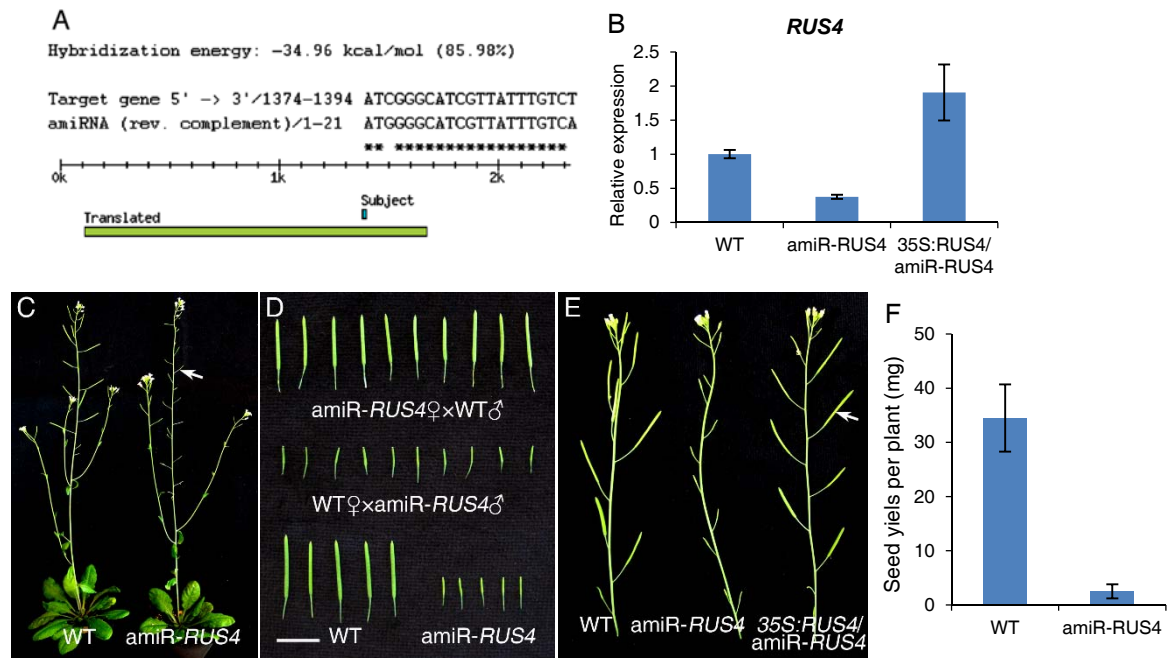 A
Hybridization energy: -34.96 kcal/mol (85.98%)
Target gene 5' -> 3'/1374-1394 ATCGGGCATCGTTATTTGTCT
amiRNA (rev. complement)/1-21 ATGGGGCATCGTTATTTGTCA
** ******************
0k 1k 2k
Subject
Translated
B
RUS4
Relative expression
2.5
2
1.5
1
0.5
0
WT amiR-RUS4 35S:RUS4/
amiR-RUS4
C
WT amiR-RUS4
D
amiR-RUS4♀×WT♂
WT♀×amiR-RUS4♂
WT amiR-RUS4
E
WT amiR-RUS4 35S:RUS4/
amiR-RUS4
F
Seed yiels per plant (mg)
50
40
30
20
10
0
WT amiR-RUS4